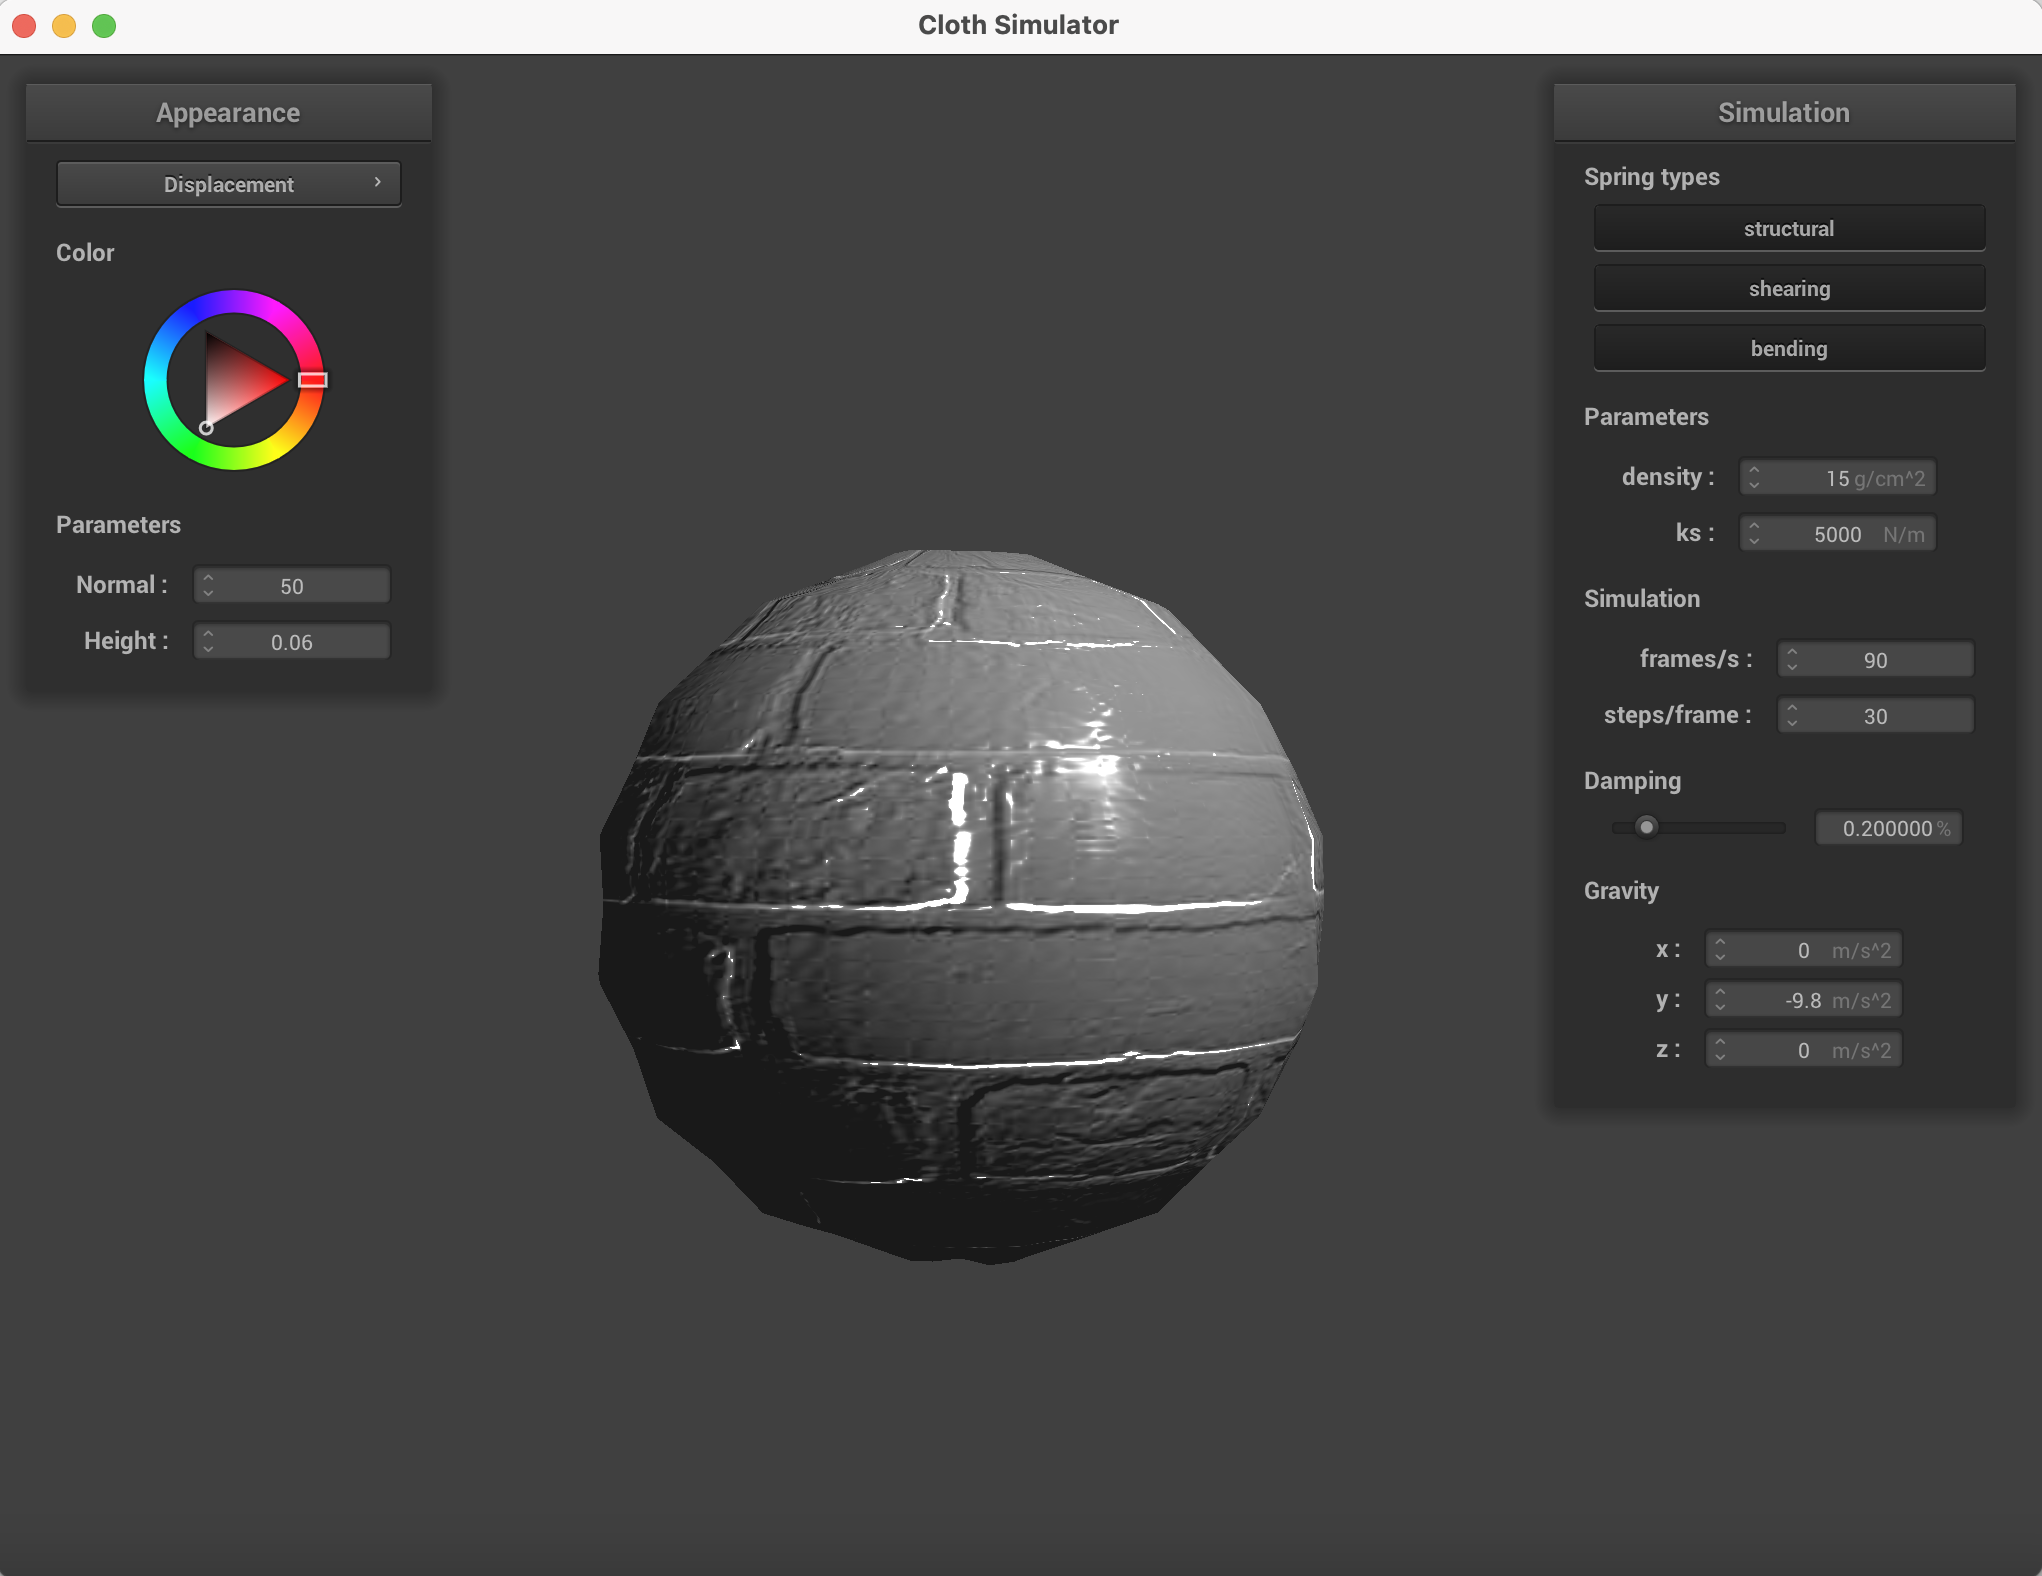 Cloth Simulator
Appearance
Displacement
Color
Parameters
Normal : 50
Height : 0.06
Simulation
Spring types
structural
shearing
bending
Parameters
density : 15 g/cm^2
ks : 5000 N/m
Simulation
frames/s : 90
steps/frame : 30
Damping
0.200000 %
Gravity
x : 0 m/s^2
y : -9.8 m/s^2
z : 0 m/s^2